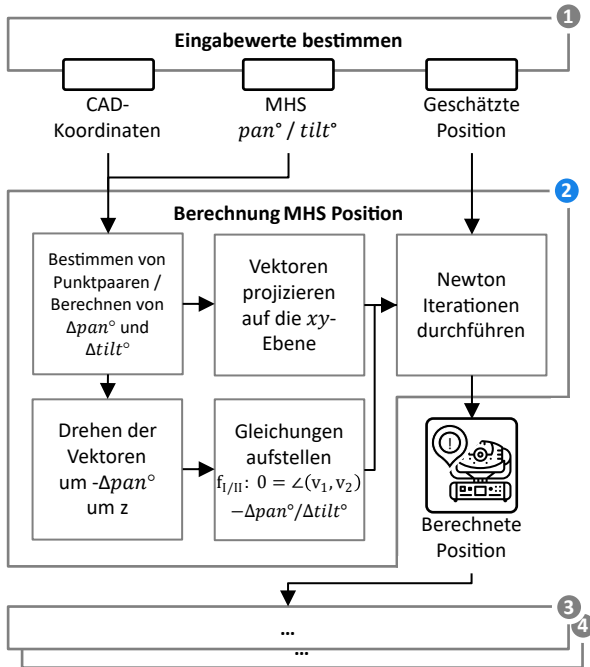 1
Eingabewerte bestimmen
CAD-
Koordinaten
MHS
pan° / tilt°
Geschätzte
Position
2
Berechnung MHS Position
Bestimmen von
Punktpaaren /
Berechnen von
Δpan° und
Δtilt°
Vektoren
projizieren
auf die xy-
Ebene
Newton
Iterationen
durchführen
Drehen der
Vektoren
um -Δpan°
um z
Gleichungen
aufstellen
f_I/II: 0 = ∠(v₁, v₂)
−Δpan°/Δtilt°
!
Berechnete
Position
3
...
4
...